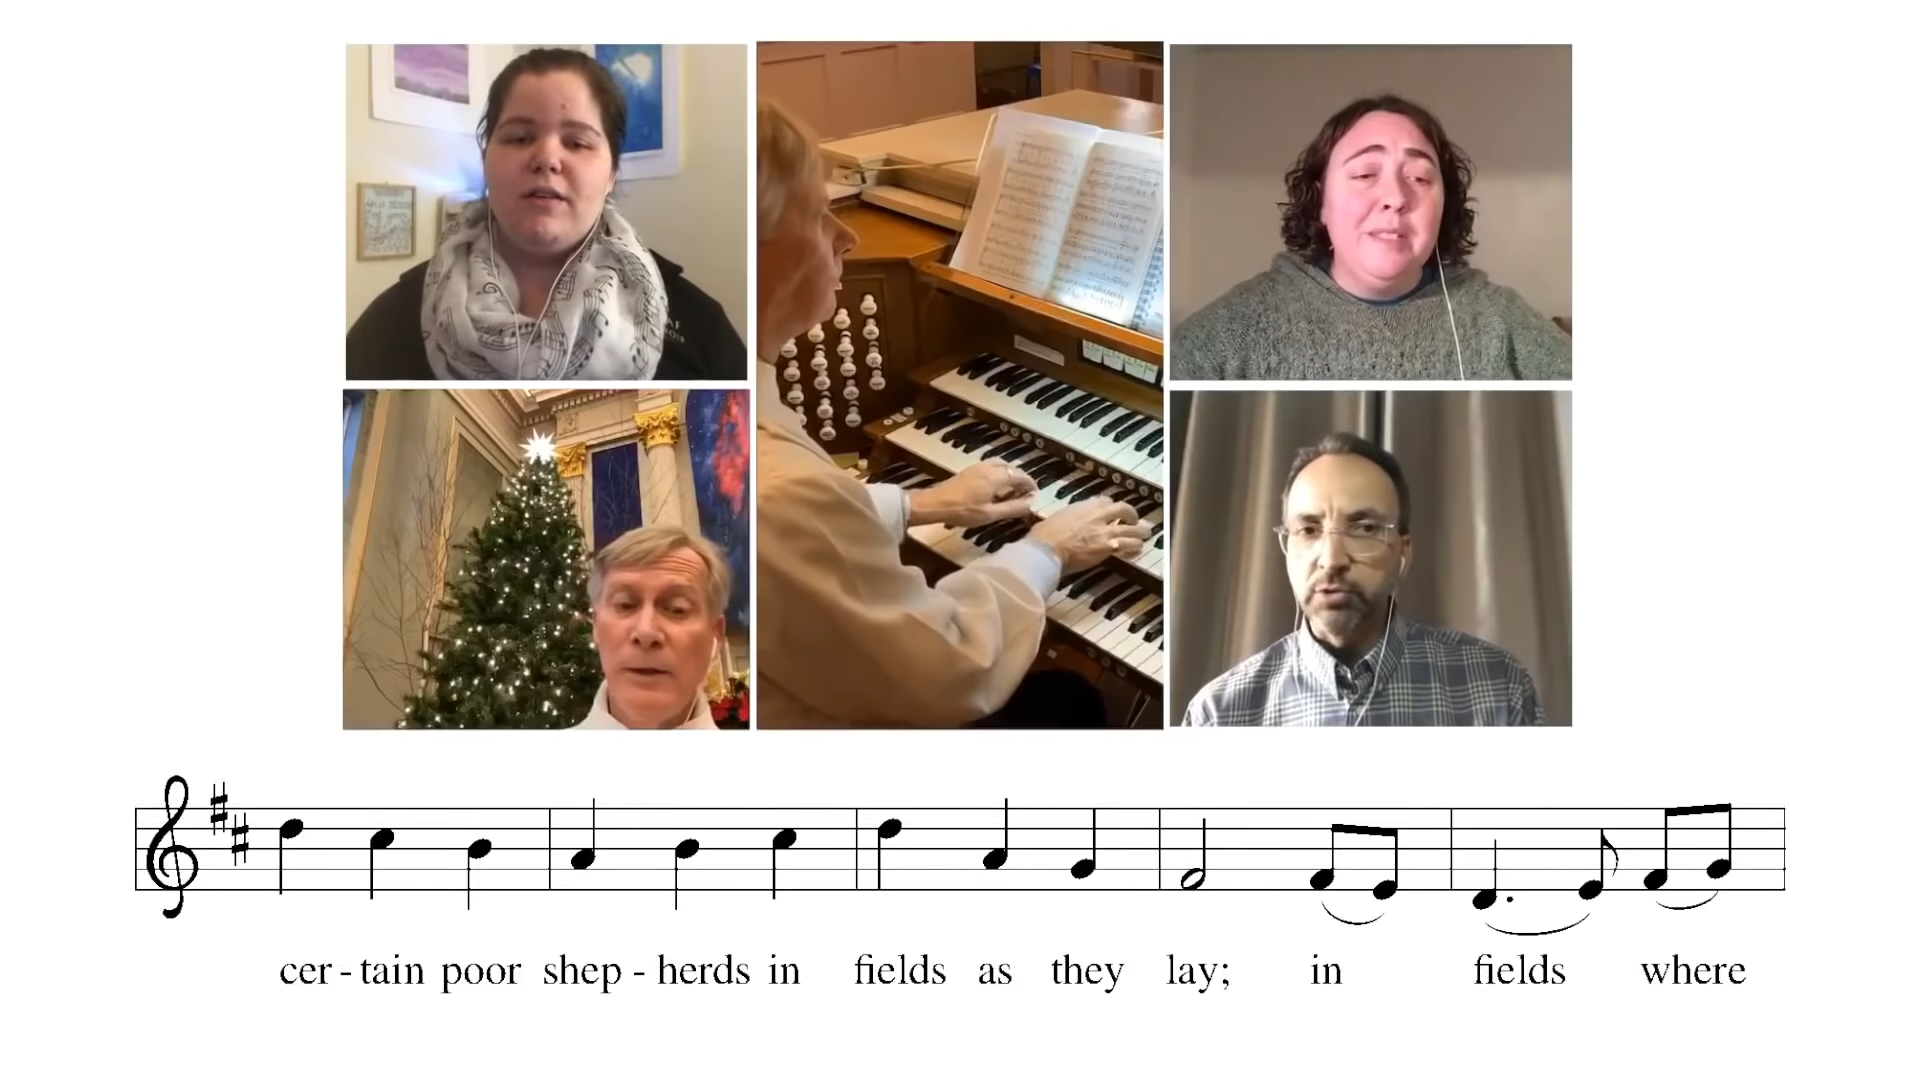 cer - tain poor shep - herds in fields as they lay; in fields where